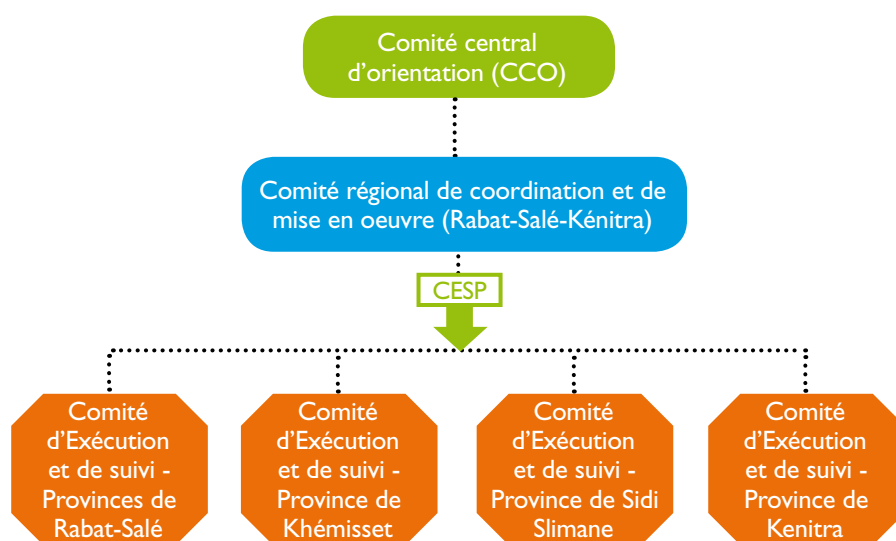 Comité central
d'orientation (CCO)
Comité régional de coordination et de
mise en oeuvre (Rabat-Salé-Kénitra)
CESP
Comité
d'Exécution
et de suivi -
Provinces de
Rabat-Salé
Comité
d'Exécution
et de suivi -
Province de
Khémisset
Comité
d'Exécution
et de suivi -
Province de Sidi
Slimane
Comité
d'Exécution
et de suivi -
Province de
Kenitra